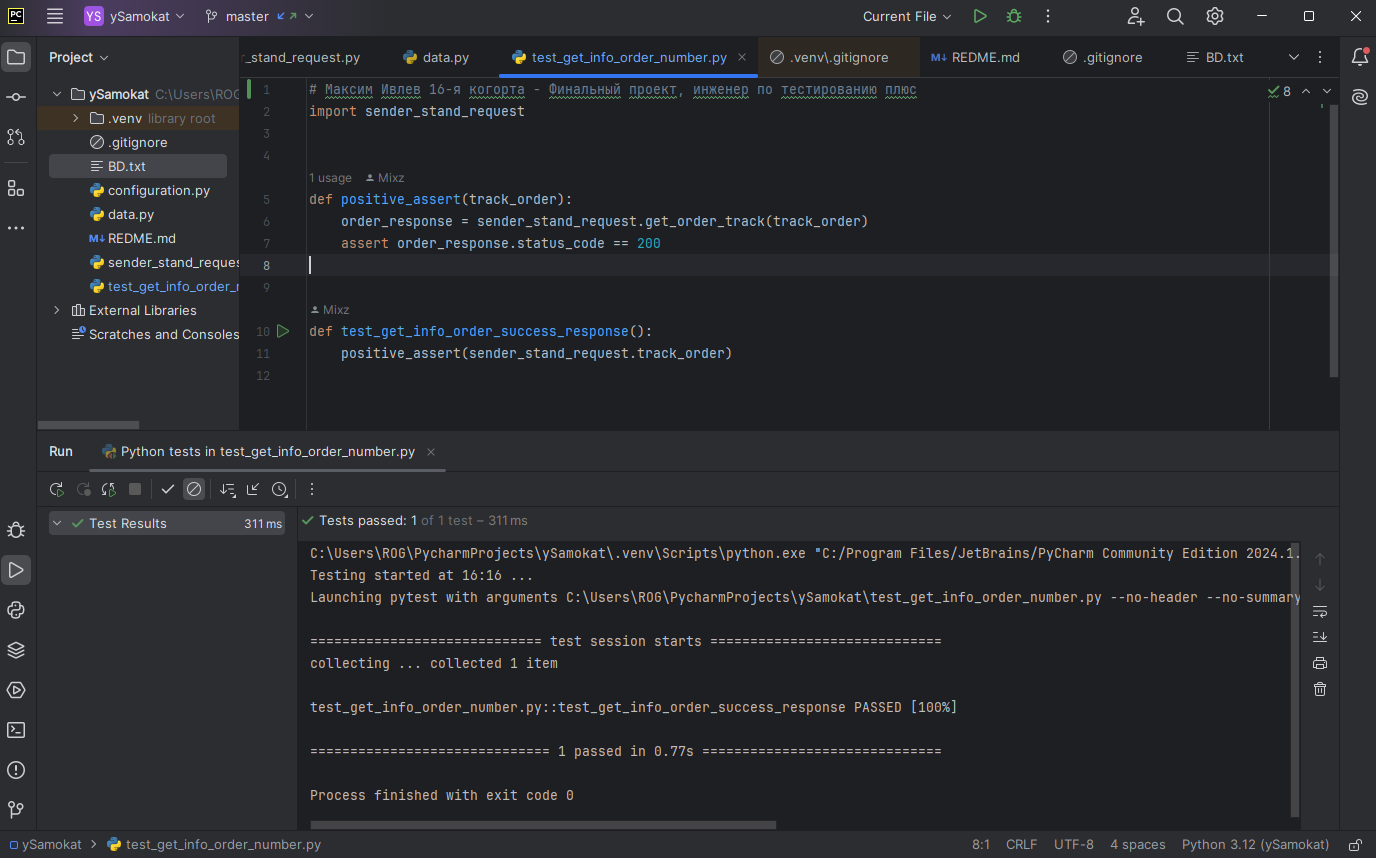 PC
YS ySamokat master Current File
Project
r_stand_request.py data.py test_get_info_order_number.py .venv\.gitignore M↓ REDME.md .gitignore BD.txt
ySamokat C:\Users\ROG
.venv library root
.gitignore
BD.txt
configuration.py
data.py
M↓ REDME.md
sender_stand_reques
test_get_info_order_
External Libraries
Scratches and Consoles
8
1 # Максим Ивлев 16-я когорта - Финальный проект, инженер по тестированию плюс
2 import sender_stand_request
3
4
1 usage Mixz
5 def positive_assert(track_order):
6 order_response = sender_stand_request.get_order_track(track_order)
7 assert order_response.status_code == 200
8
9
Mixz
10 def test_get_info_order_success_response():
11 positive_assert(sender_stand_request.track_order)
12
Run Python tests in test_get_info_order_number.py
Test Results 311 ms
Tests passed: 1 of 1 test – 311 ms
C:\Users\ROG\PycharmProjects\ySamokat\.venv\Scripts\python.exe "C:/Program Files/JetBrains/PyCharm Community Edition 2024.1.
Testing started at 16:16 ...
Launching pytest with arguments C:\Users\ROG\PycharmProjects\ySamokat\test_get_info_order_number.py --no-header --no-summary
============================= test session starts =============================
collecting ... collected 1 item
test_get_info_order_number.py::test_get_info_order_success_response PASSED [100%]
============================== 1 passed in 0.77s ==============================
Process finished with exit code 0
ySamokat test_get_info_order_number.py 8:1 CRLF UTF-8 4 spaces Python 3.12 (ySamokat)